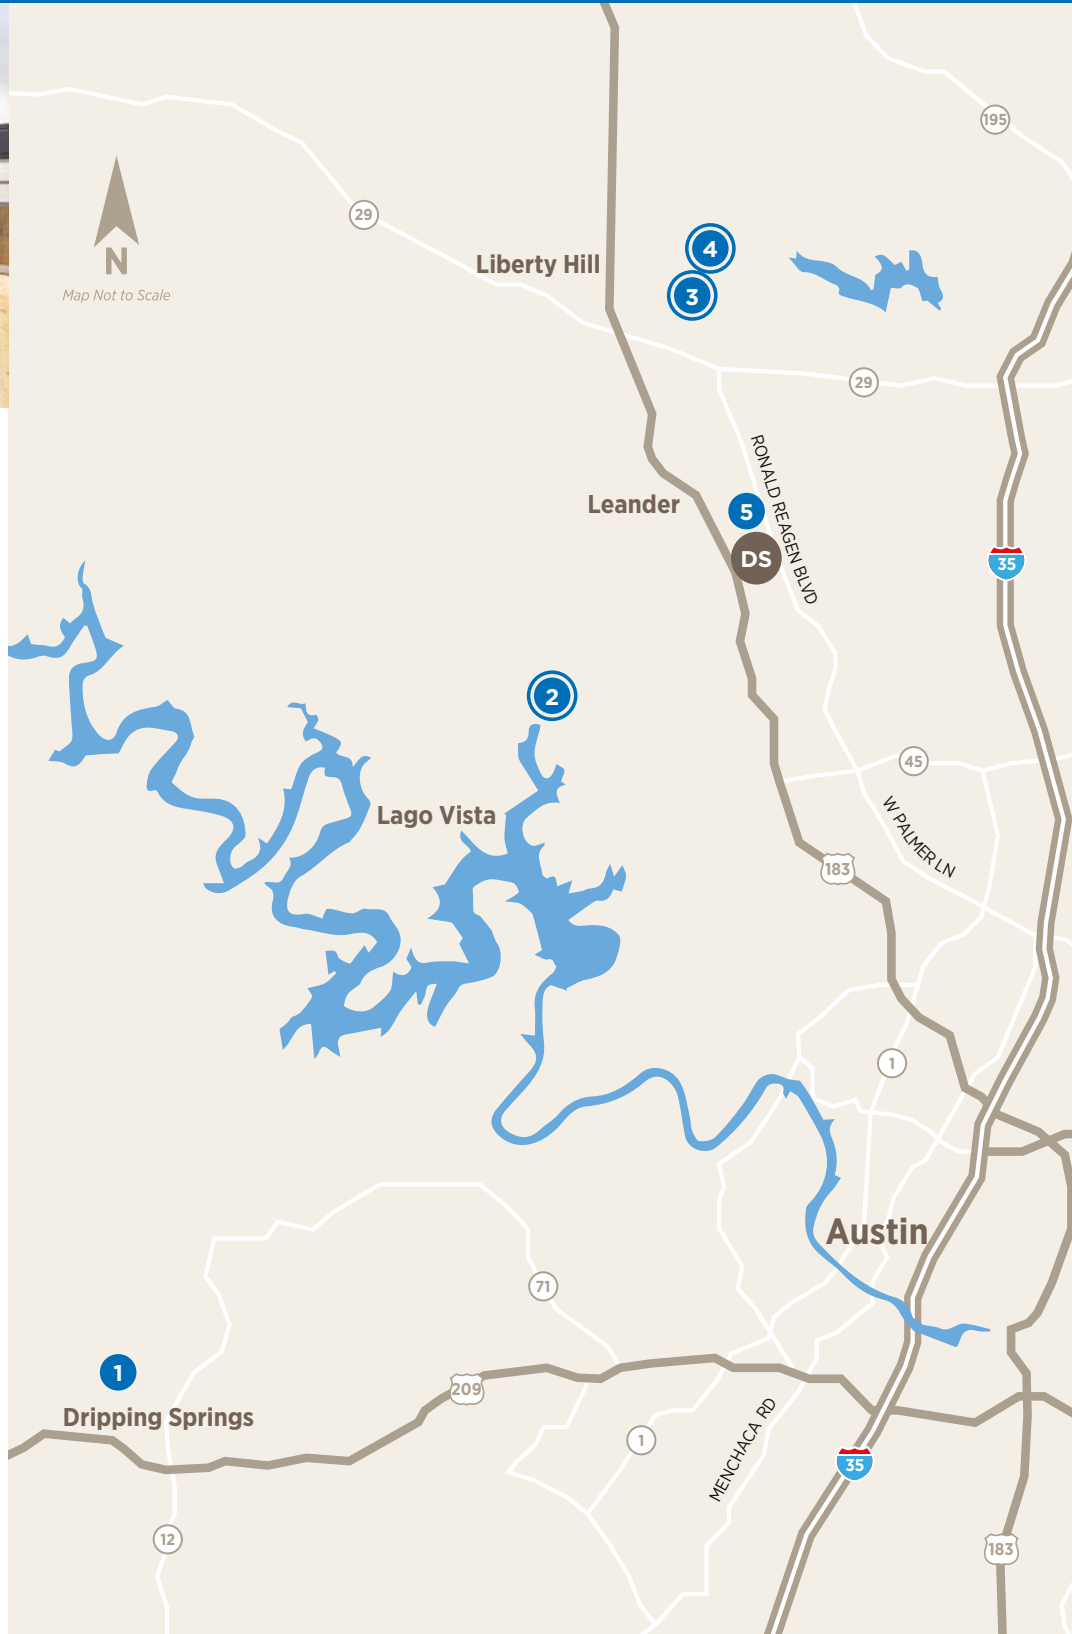 195
29
N
Map Not to Scale
Liberty Hill
4
3
29
RONALD REAGEN BLVD
Leander
5
DS
35
2
45
Lago Vista
W PALMER LN
183
1
Austin
71
1
209
Dripping Springs
MENCHACA RD
1
35
12
183